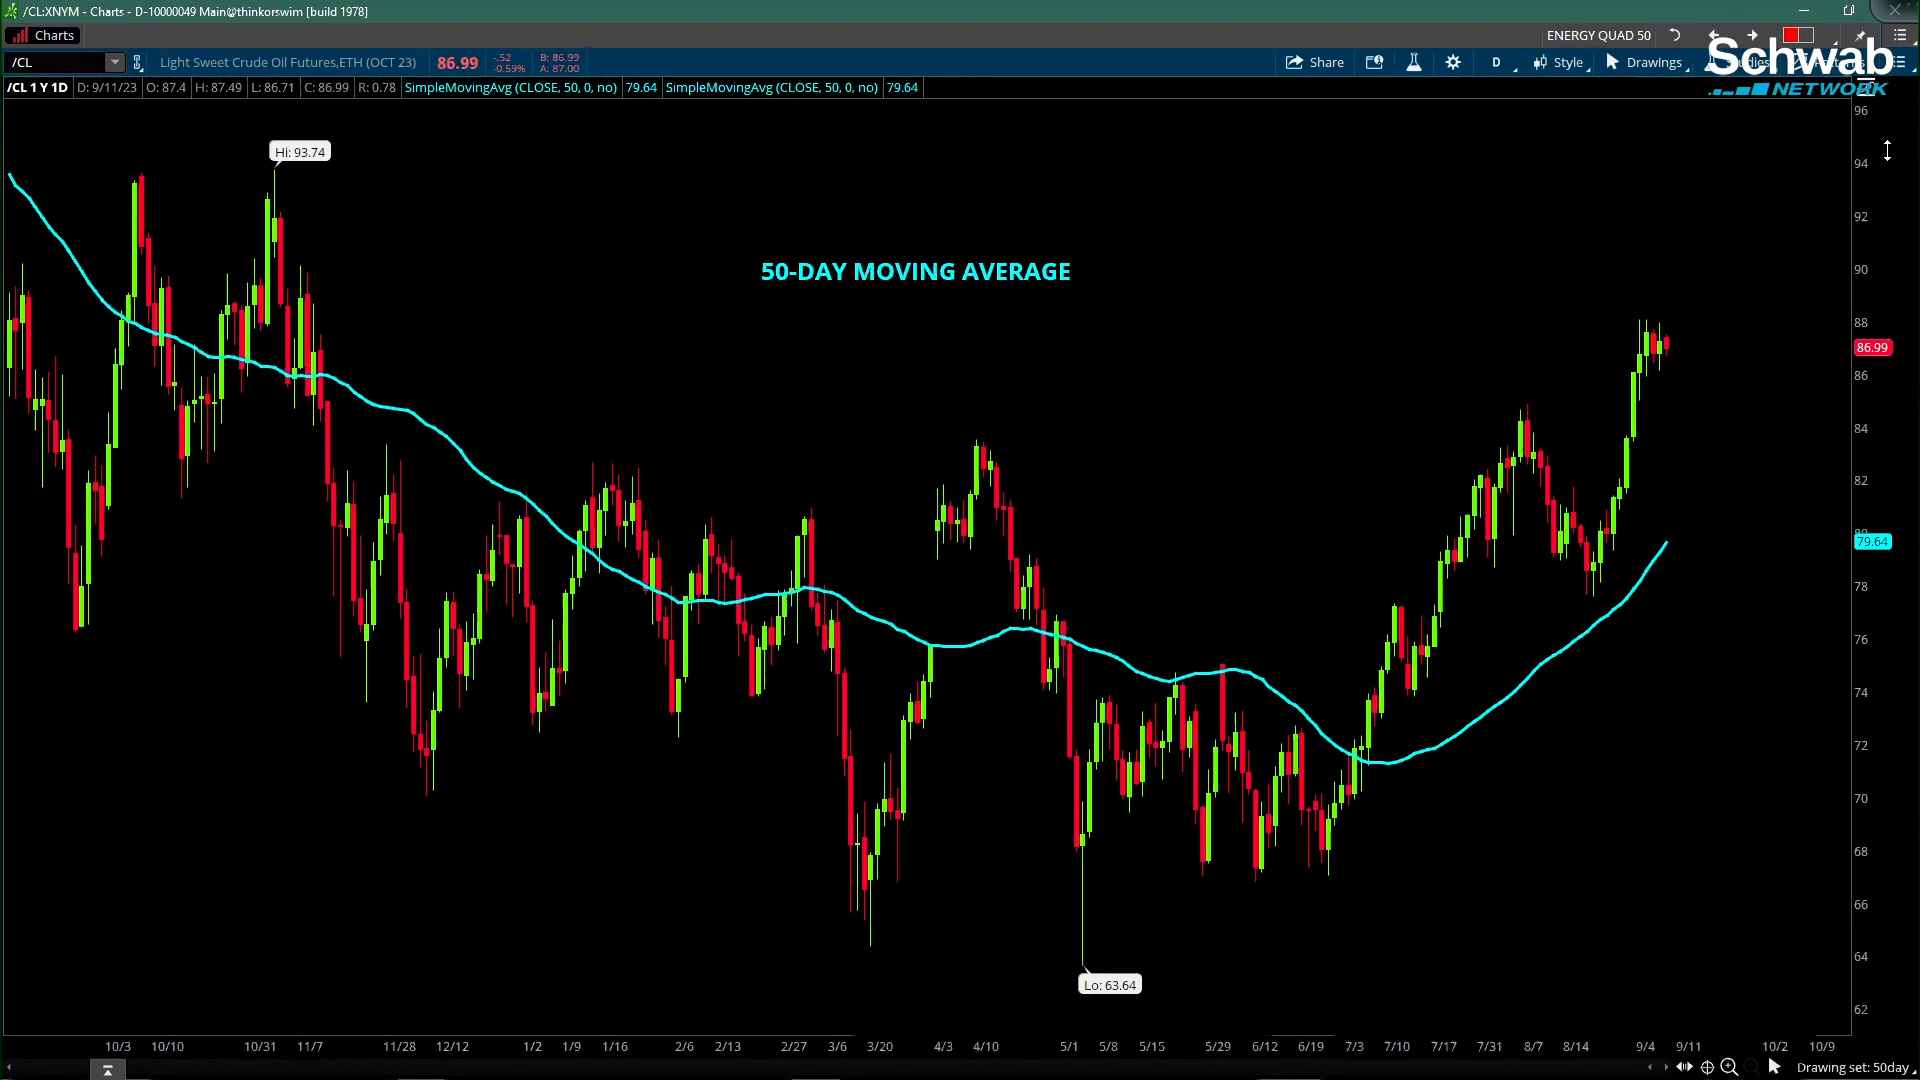 /CL:XNYM - Charts - D-10000049 Main@thinkorswim [build 1978]
Charts
ENERGY QUAD 50
/CL
Light Sweet Crude Oil Futures,ETH (OCT 23)
86.99
-.52
-0.59%
B: 86.99
A: 87.00
Share
D
Style
Drawings
Schwab
NETWORK
/CL 1 Y 1D
D: 9/11/23
O: 87.4
H: 87.49
L: 86.71
C: 86.99
R: 0.78
SimpleMovingAvg (CLOSE, 50, 0, no)
79.64
SimpleMovingAvg (CLOSE, 50, 0, no)
79.64
96
Hi: 93.74
94
92
50-DAY MOVING AVERAGE
90
88
86.99
86
84
82
79.64
78
76
74
72
70
68
66
64
Lo: 63.64
62
10/3 10/10 10/31 11/7 11/28 12/12 1/2 1/9 1/16 2/6 2/13 2/27 3/6 3/20 4/3 4/10 5/1 5/8 5/15 5/29 6/12 6/19 7/3 7/10 7/17 7/31 8/7 8/14 9/4 9/11 10/2 10/9
Drawing set: 50day